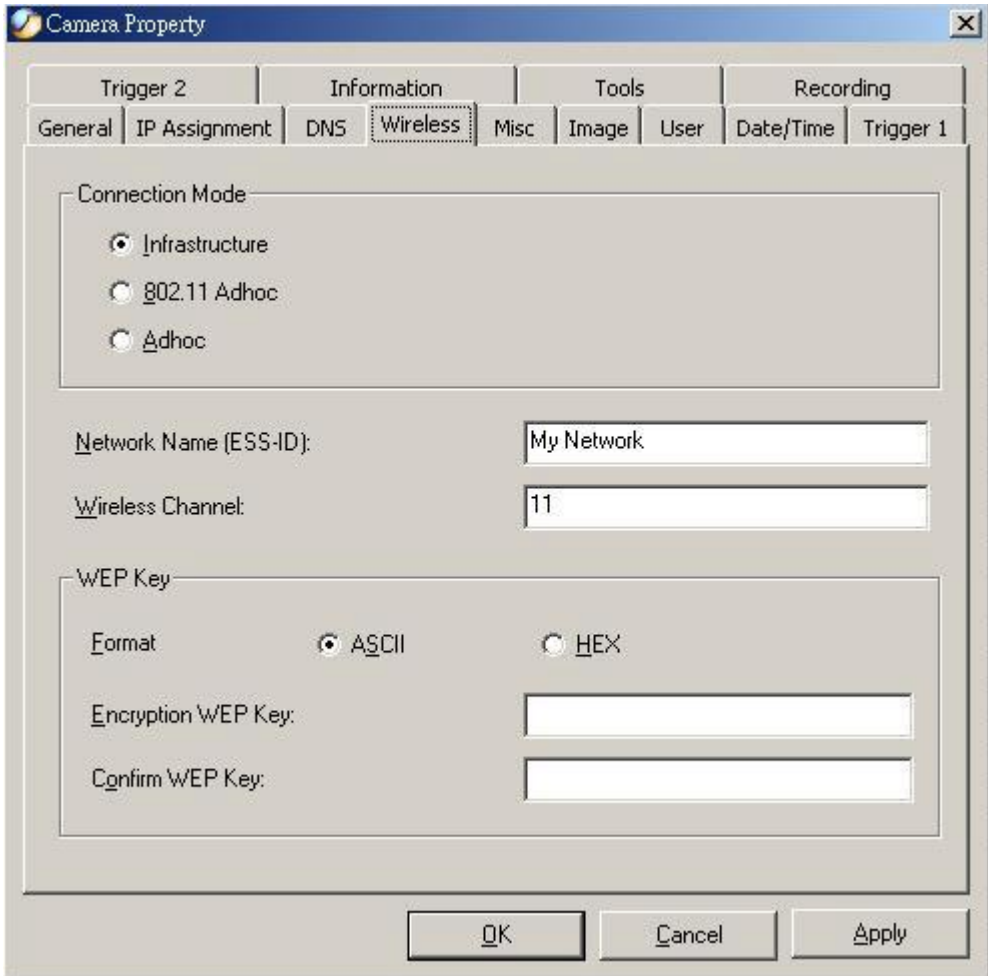 Camera Property
Trigger 2 Information Tools Recording
General IP Assignment DNS Wireless Misc Image User Date/Time Trigger 1
Connection Mode
Infrastructure
802.11 Adhoc
Adhoc
Network Name (ESS-ID): My Network
Wireless Channel: 11
WEP Key
Format ASCII HEX
Encryption WEP Key:
Confirm WEP Key:
OK Cancel Apply